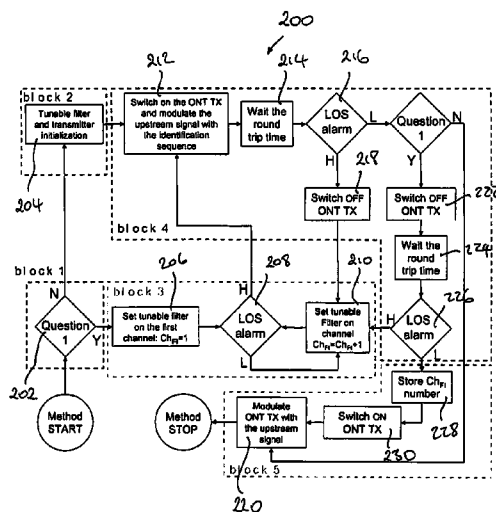 200
212
214
216
block 2
Tunable filter
and transmitter
initialization
204
Switch on the ONT TX
and modulate the
upstream signal with
the identification
sequence
Wait the
round
trip time
LOS
alarm
L
H
Question
1
N
Y
218
Switch OFF
ONT TX
Switch OFF
ONT TX
block 4
Wait the
round
trip time
224
block 1
N
Question
1
Y
202
block 3
206
Set tunable filter
on the first
channel: ChFi=1
H
208
LOS
alarm
L
210
Set tunable
Filter on
channel
ChFi=ChFi+1
H
LOS
alarm
226
L
Method
START
Method
STOP
Modulate
ONT TX with
the upstream
signal
220
Switch ON
ONT TX
230
Store ChFi
number
228
block 5